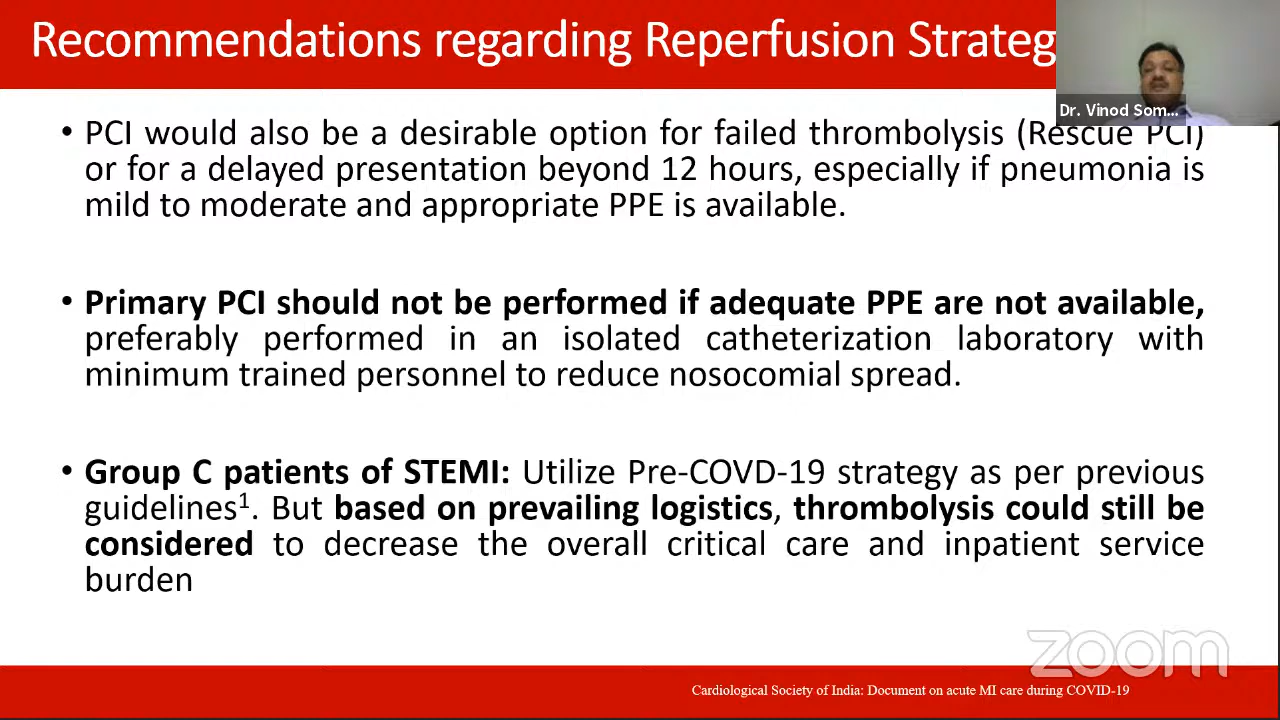 Recommendations regarding Reperfusion Strateg
Dr. Vinod Som...
• PCI would also be a desirable option for failed thrombolysis (Rescue PCI)
or for a delayed presentation beyond 12 hours, especially if pneumonia is
mild to moderate and appropriate PPE is available.
• Primary PCI should not be performed if adequate PPE are not available,
preferably performed in an isolated catheterization laboratory with
minimum trained personnel to reduce nosocomial spread.
• Group C patients of STEMI: Utilize Pre-COVD-19 strategy as per previous
guidelines¹. But based on prevailing logistics, thrombolysis could still be
considered to decrease the overall critical care and inpatient service
burden
zoom
Cardiological Society of India: Document on acute MI care during COVID-19